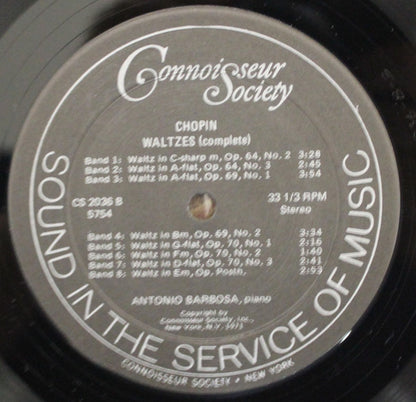 Connoisseur
Society
CHOPIN
WALTZES (complete)
Band 1: Waltz in C-sharp m, Op. 64, No. 2 3:28
Band 2: Waltz in A-flat, Op. 64, No. 3 2:45
Band 3: Waltz in A-flat, Op. 69, No. 1 3:54
CS 2036 B 33 1/3 RPM
S754 Stereo
Band 4: Waltz in Bm, Op. 69, No. 2 3:34
Band 5: Waltz in G-flat, Op. 70, No. 1 2:16
Band 6: Waltz in Fm, Op. 70, No. 2 1:40
Band 7: Waltz in D-flat, Op. 70, No. 3 2:41
Band 8: Waltz in Em, Op. Posth. 2:53
ANTONIO BARBOSA, piano
Copyright by
Connoisseur Society, Inc.,
New York, N.Y. 1971
SOUND IN THE SERVICE OF MUSIC
CONNOISSEUR SOCIETY • NEW YORK